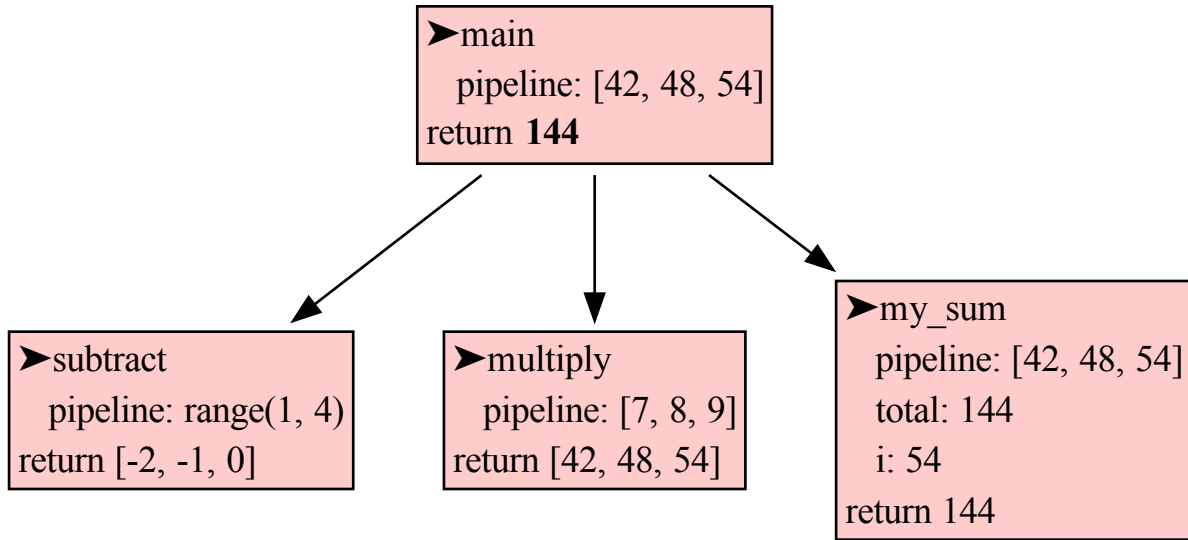 ➤main
pipeline: [42, 48, 54]
return 144
➤subtract
pipeline: range(1, 4)
return [-2, -1, 0]
➤multiply
pipeline: [7, 8, 9]
return [42, 48, 54]
➤my_sum
pipeline: [42, 48, 54]
total: 144
i: 54
return 144